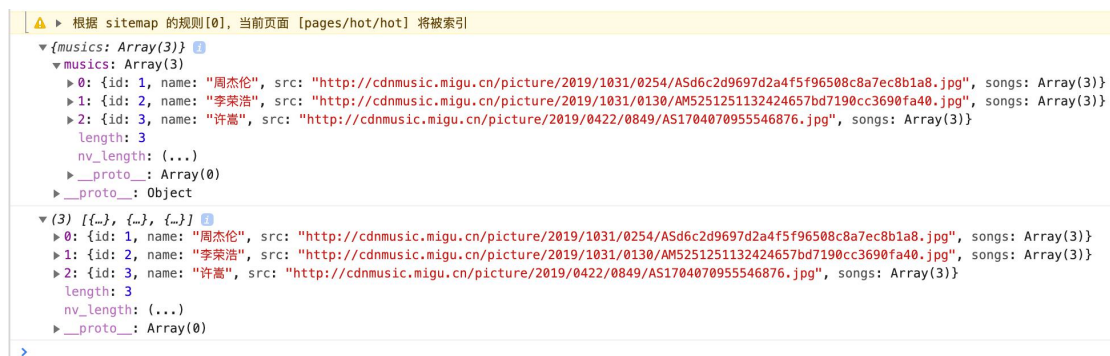 根据 sitemap 的规则[0]，当前页面 [pages/hot/hot] 将被索引
{musics: Array(3)} i
musics: Array(3)
0: {id: 1, name: "周杰伦", src: "http://cdnmusic.migu.cn/picture/2019/1031/0254/ASd6c2d9697d2a4f5f96508c8a7ec8b1a8.jpg", songs: Array(3)}
1: {id: 2, name: "李荣浩", src: "http://cdnmusic.migu.cn/picture/2019/1031/0130/AM5251251132424657bd7190cc3690fa40.jpg", songs: Array(3)}
2: {id: 3, name: "许嵩", src: "http://cdnmusic.migu.cn/picture/2019/0422/0849/AS1704070955546876.jpg", songs: Array(3)}
length: 3
nv_length: (...)
__proto__: Array(0)
__proto__: Object
(3) [{…}, {…}, {…}] i
0: {id: 1, name: "周杰伦", src: "http://cdnmusic.migu.cn/picture/2019/1031/0254/ASd6c2d9697d2a4f5f96508c8a7ec8b1a8.jpg", songs: Array(3)}
1: {id: 2, name: "李荣浩", src: "http://cdnmusic.migu.cn/picture/2019/1031/0130/AM5251251132424657bd7190cc3690fa40.jpg", songs: Array(3)}
2: {id: 3, name: "许嵩", src: "http://cdnmusic.migu.cn/picture/2019/0422/0849/AS1704070955546876.jpg", songs: Array(3)}
length: 3
nv_length: (...)
__proto__: Array(0)